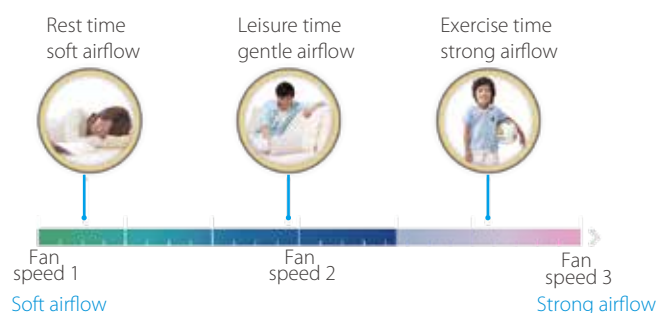 Rest time
soft airflow
Leisure time
gentle airflow
Exercise time
strong airflow
Fan
speed 1
Fan
speed 2
Fan
speed 3
Soft airflow
Strong airflow